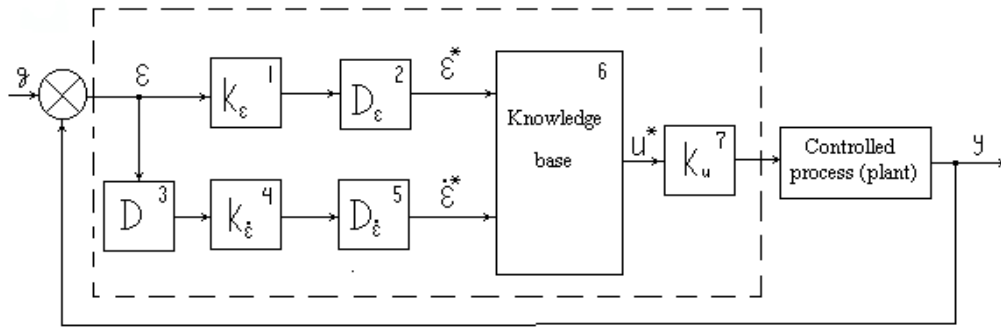 g
ε
K_ε 1
D_ε 2
ε*
6
Knowledge
base
u*
K_u 7
Controlled
process (plant)
y
D 3
K_ε̇ 4
D_ε̇ 5
ε̇*